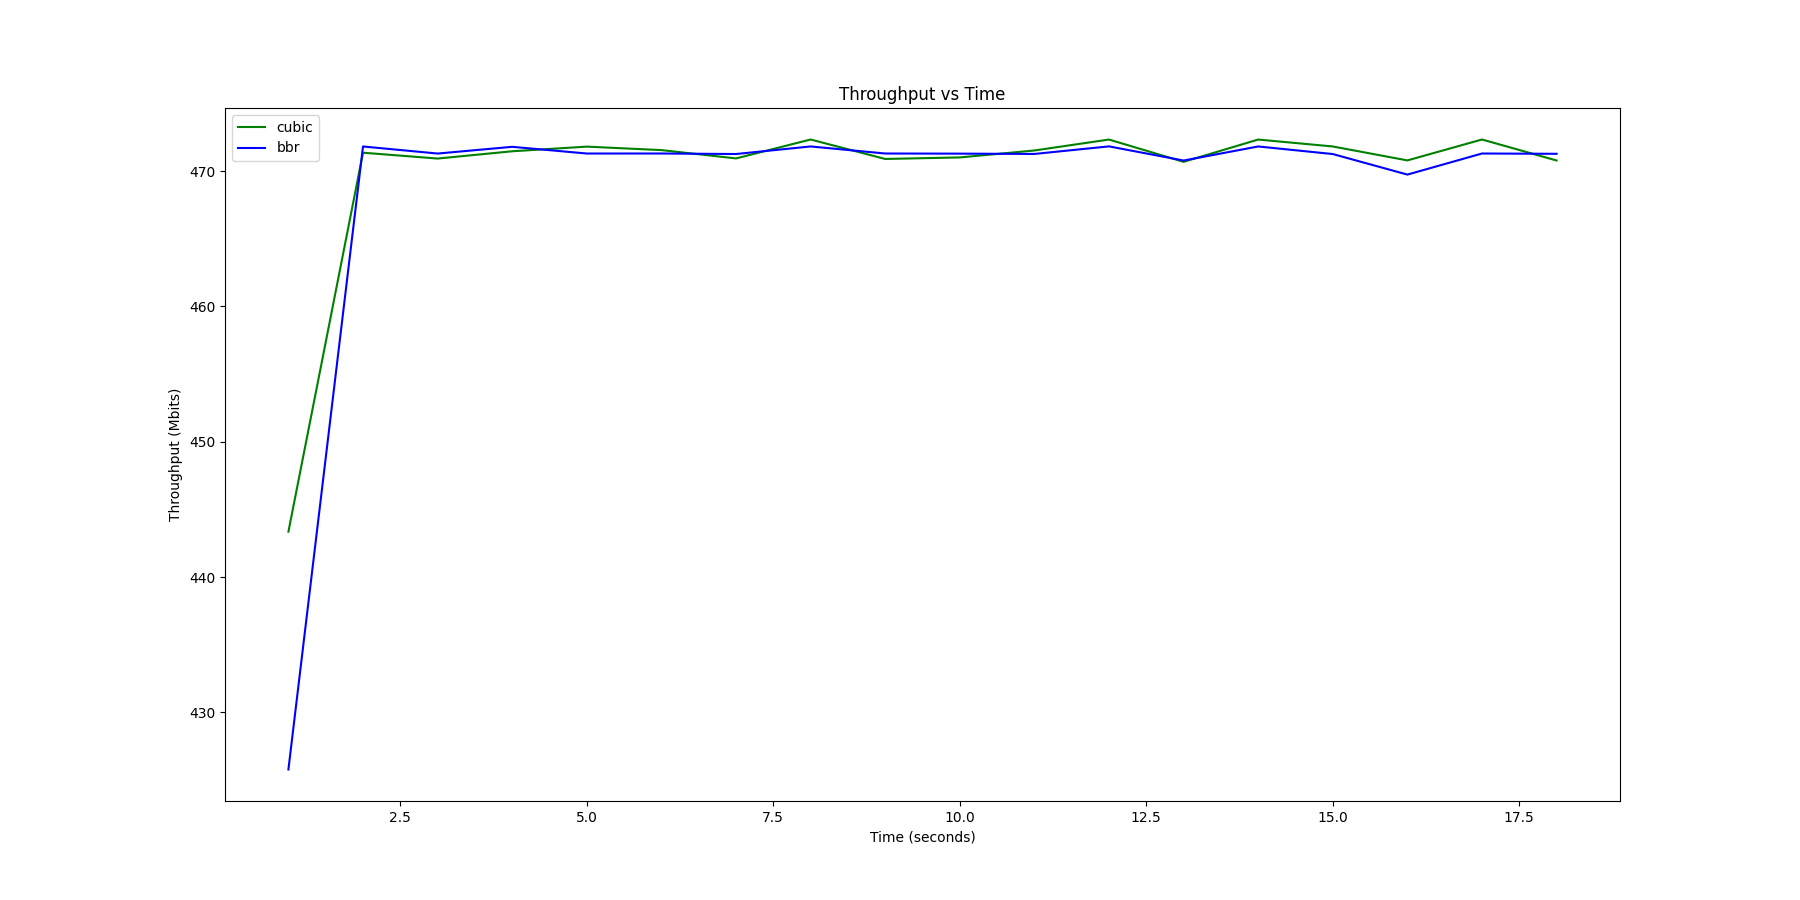 Throughput vs Time
cubic
bbr
470
460
450
440
430
Throughput (Mbits)
2.5 5.0 7.5 10.0 12.5 15.0 17.5
Time (seconds)